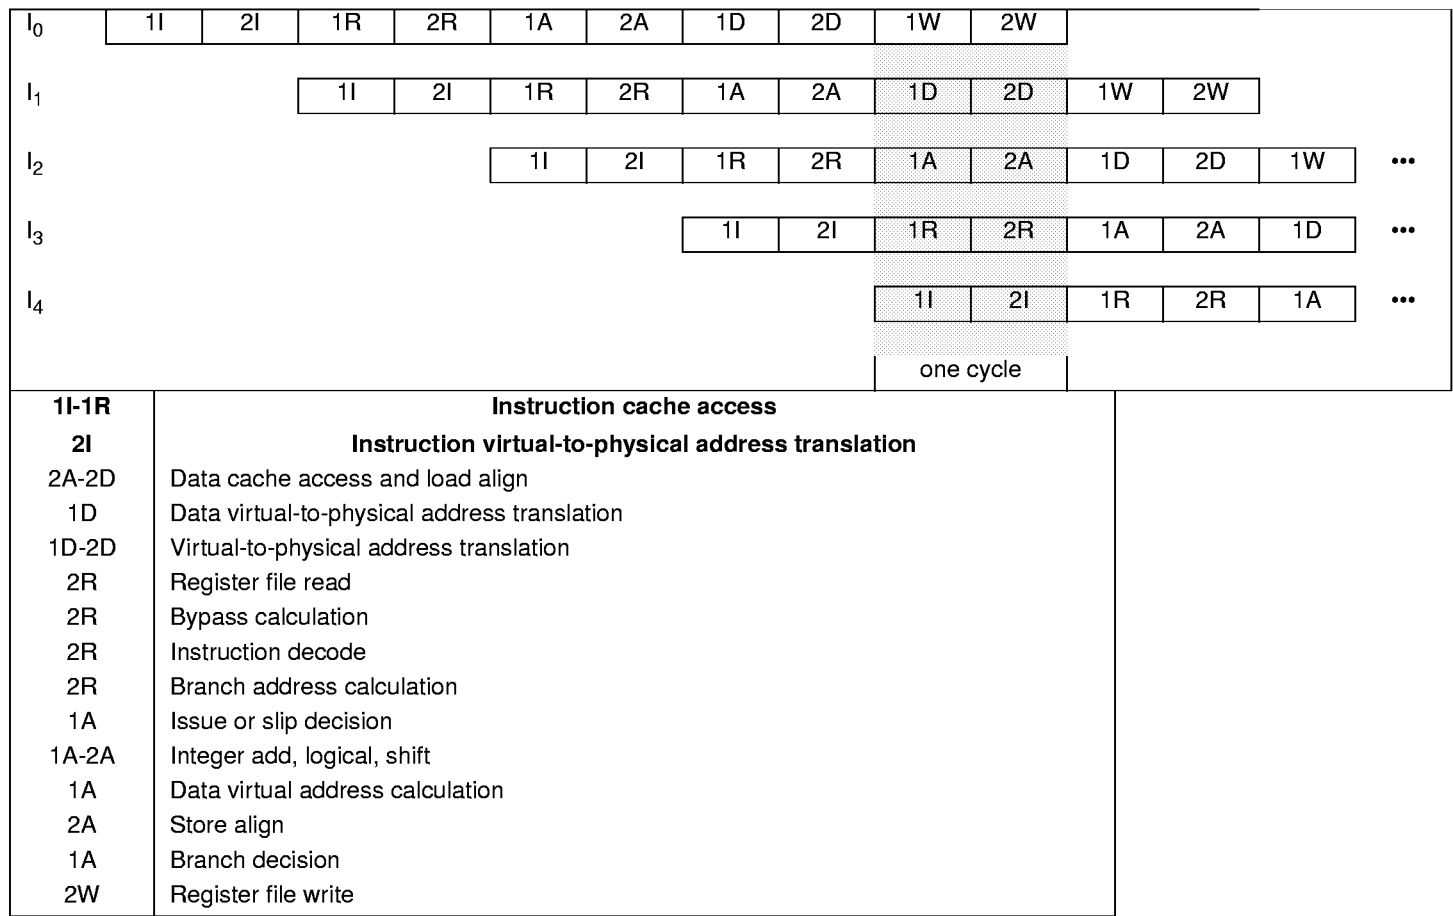 I0 1I 2I 1R 2R 1A 2A 1D 2D 1W 2W
I1 1I 2I 1R 2R 1A 2A 1D 2D 1W 2W
I2 1I 2I 1R 2R 1A 2A 1D 2D 1W •••
I3 1I 2I 1R 2R 1A 2A 1D •••
I4 1I 2I 1R 2R 1A •••
one cycle
1I-1R Instruction cache access
2I Instruction virtual-to-physical address translation
2A-2D Data cache access and load align
1D Data virtual-to-physical address translation
1D-2D Virtual-to-physical address translation
2R Register file read
2R Bypass calculation
2R Instruction decode
2R Branch address calculation
1A Issue or slip decision
1A-2A Integer add, logical, shift
1A Data virtual address calculation
2A Store align
1A Branch decision
2W Register file write